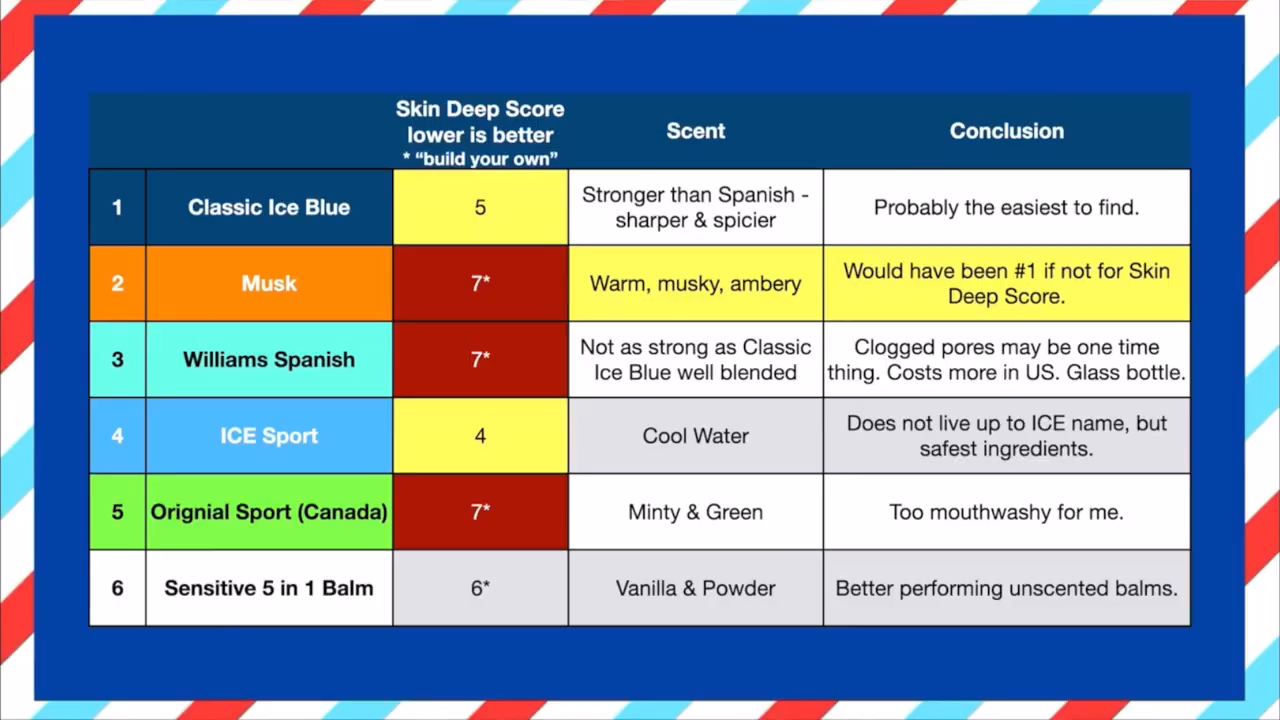 Skin Deep Score
lower is better
* “build your own”
Scent
Conclusion
1
Classic Ice Blue
5
Stronger than Spanish -
sharper & spicier
Probably the easiest to find.
2
Musk
7*
Warm, musky, ambery
Would have been #1 if not for Skin
Deep Score.
3
Williams Spanish
7*
Not as strong as Classic
Ice Blue well blended
Clogged pores may be one time
thing. Costs more in US. Glass bottle.
4
ICE Sport
4
Cool Water
Does not live up to ICE name, but
safest ingredients.
5
Orignial Sport (Canada)
7*
Minty & Green
Too mouthwashy for me.
6
Sensitive 5 in 1 Balm
6*
Vanilla & Powder
Better performing unscented balms.